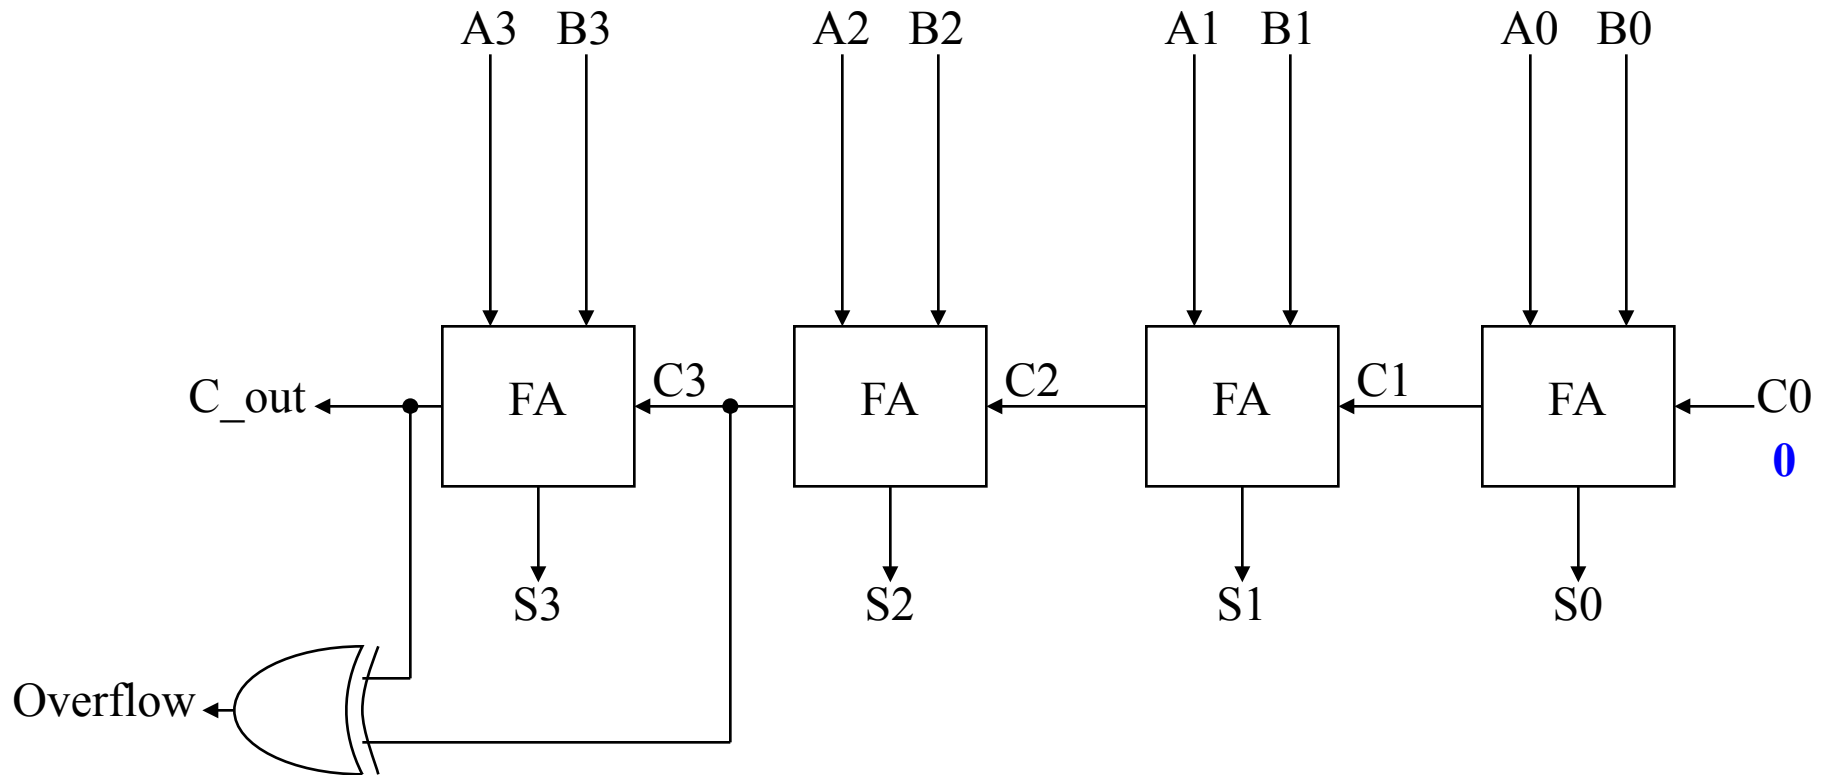 A3 B3 A2 B2 A1 B1 A0 B0
C_out FA C3 FA C2 FA C1 FA C0
0
S3 S2 S1 S0
Overflow